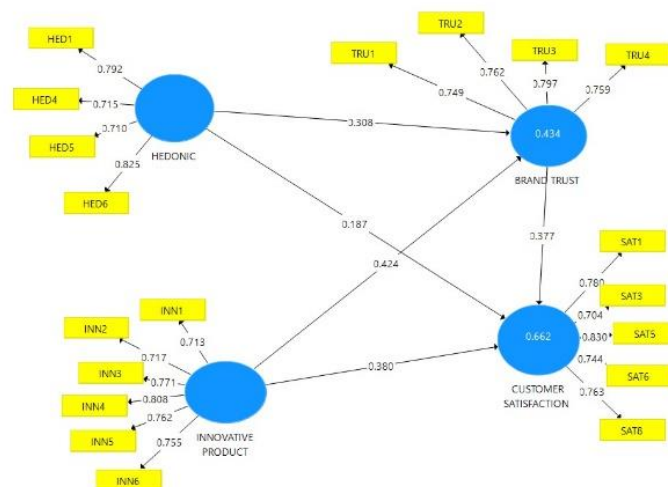 HED1
0.792
HED4
0.715
HED5
0.710
HED6
0.825
HEDONIC
TRU1
0.749
TRU2
0.762
TRU3
0.797
TRU4
0.759
0.434
BRAND TRUST
0.308
0.187
0.424
0.377
0.380
INN1
0.713
INN2
0.717
INN3
0.771
INN4
0.808
INN5
0.762
INN6
0.755
INNOVATIVE
PRODUCT
0.662
CUSTOMER
SATISFACTION
SAT1
0.780
SAT3
0.704
SAT5
0.830
SAT6
0.744
SAT8
0.763